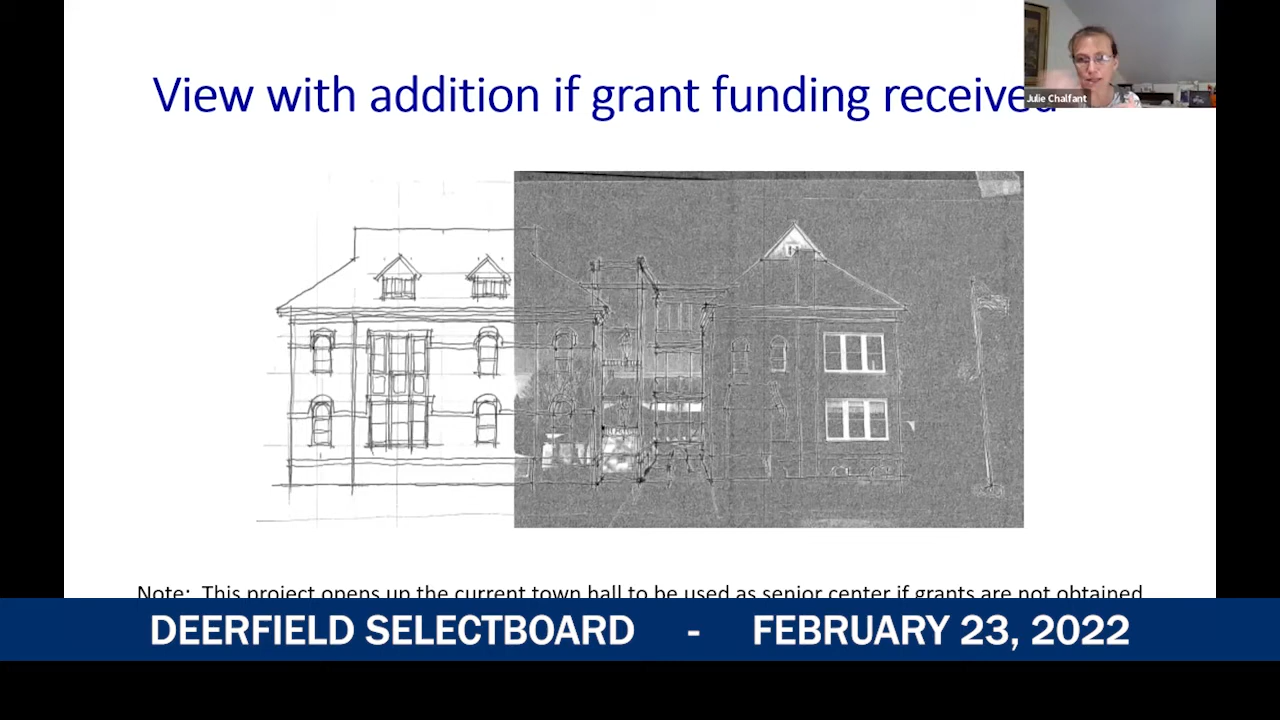 View with addition if grant funding received
Julie Chalfant
Note: This project opens up the current town hall to be used as senior center if grants are not obtained
DEERFIELD SELECTBOARD - FEBRUARY 23, 2022